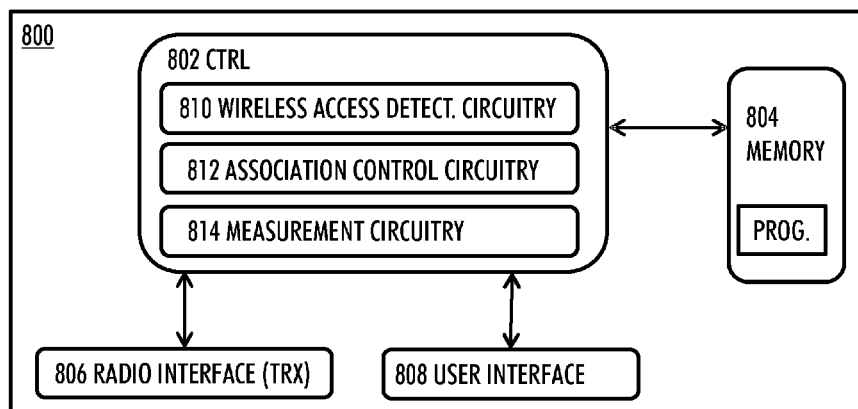 800
802 CTRL
810 WIRELESS ACCESS DETECT. CIRCUITRY
812 ASSOCIATION CONTROL CIRCUITRY
814 MEASUREMENT CIRCUITRY
804
MEMORY
PROG.
806 RADIO INTERFACE (TRX)
808 USER INTERFACE